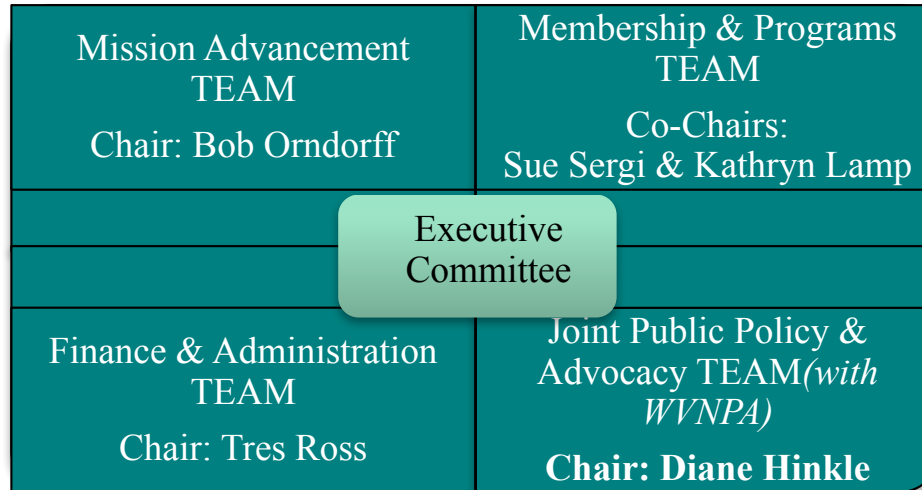 Mission Advancement
TEAM
Chair: Bob Orndorff
Membership & Programs
TEAM
Co-Chairs:
Sue Sergi & Kathryn Lamp
Executive
Committee
Finance & Administration
TEAM
Chair: Tres Ross
Joint Public Policy &
Advocacy TEAM(with
WVNPA)
Chair: Diane Hinkle